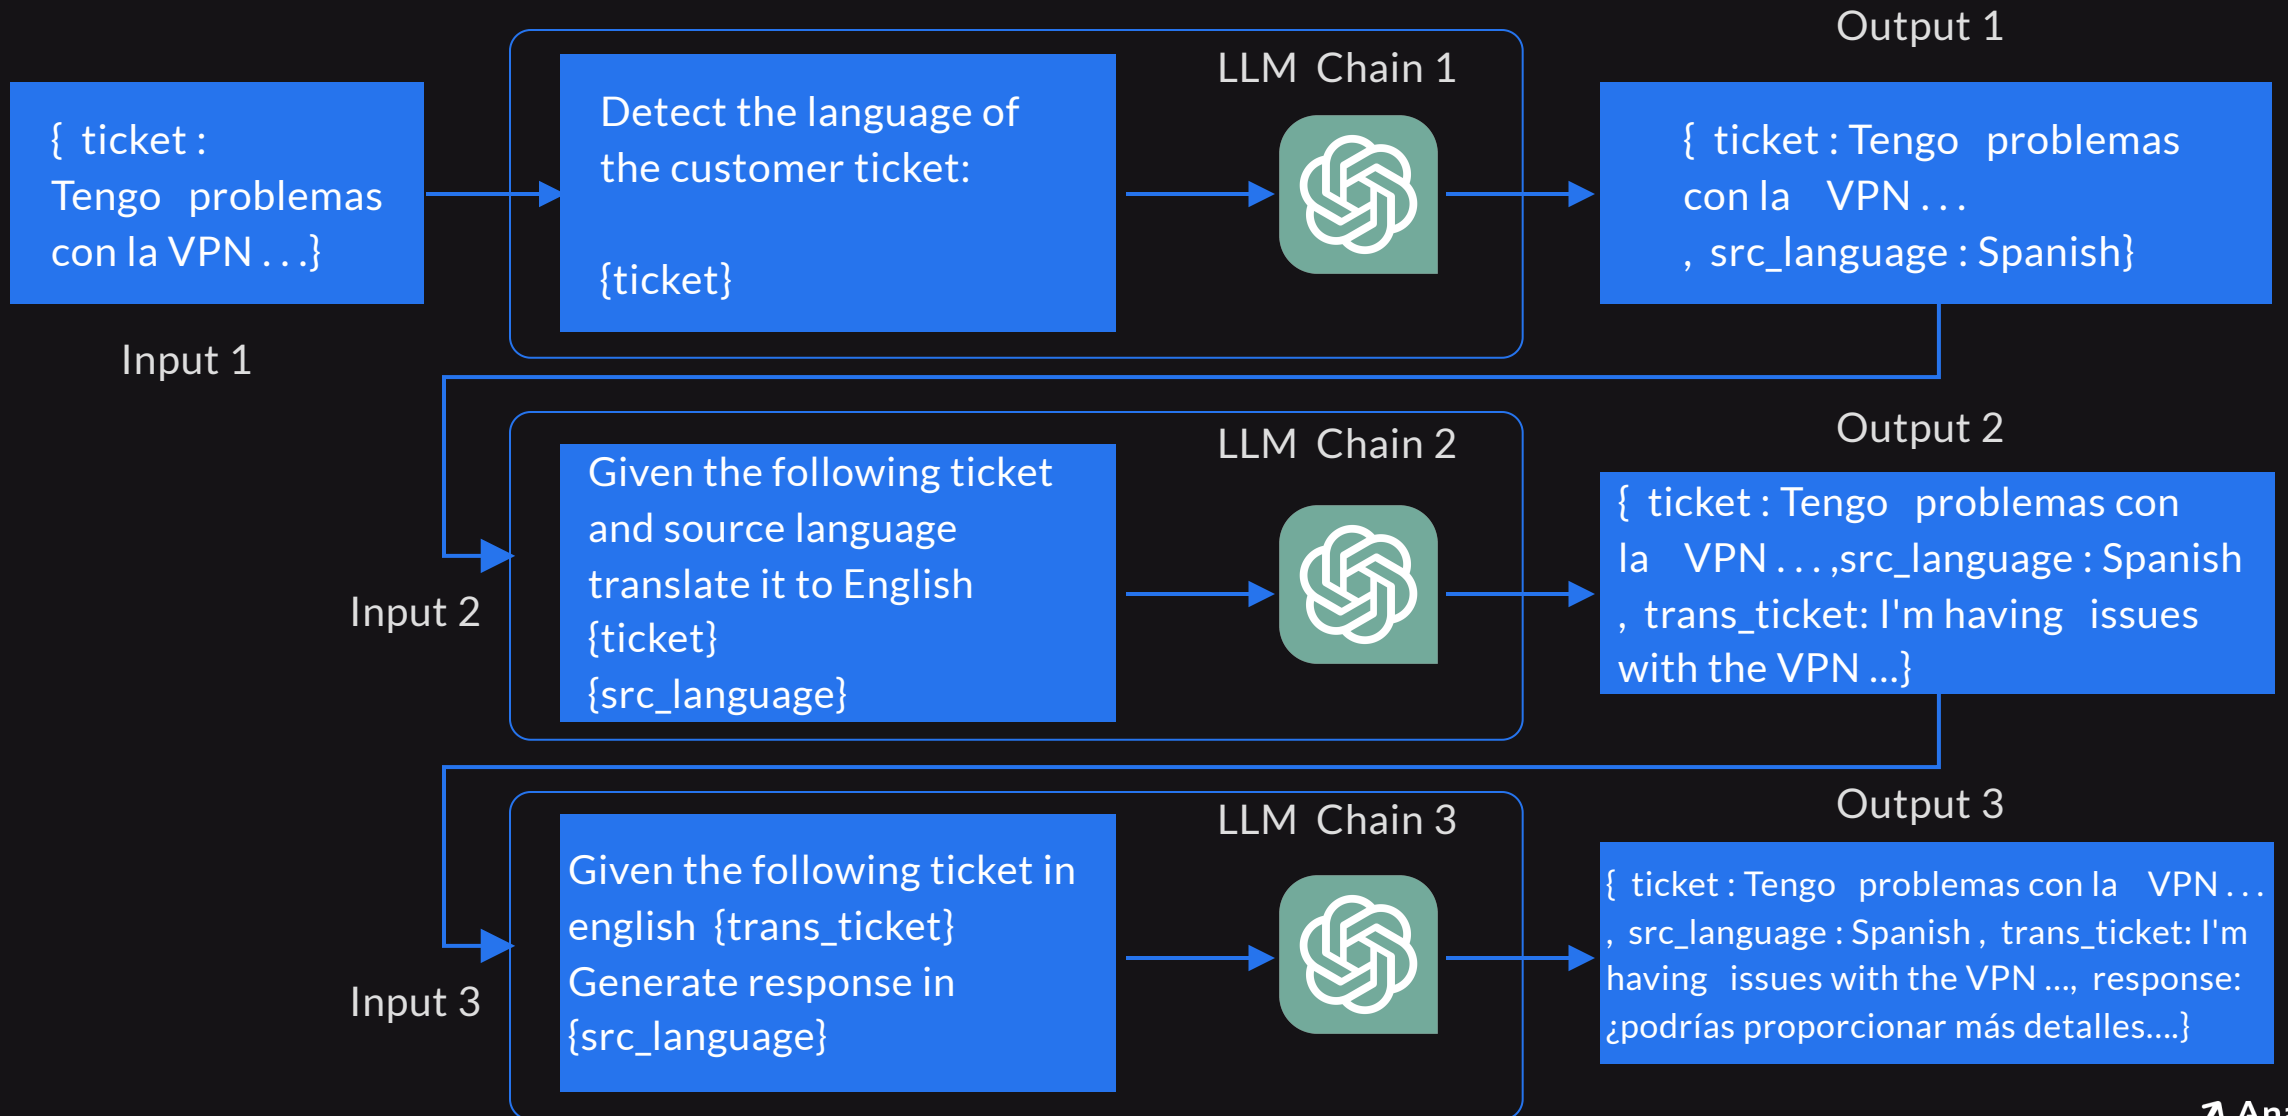 Output 1
LLM Chain 1
{ ticket :
Tengo problemas
con la VPN . . .}
Input 1
Detect the language of
the customer ticket:
{ticket}
{ ticket : Tengo problemas
con la VPN . . .
, src_language : Spanish}
Output 2
LLM Chain 2
Input 2
Given the following ticket
and source language
translate it to English
{ticket}
{src_language}
{ ticket : Tengo problemas con
la VPN . . . ,src_language : Spanish
, trans_ticket: I'm having issues
with the VPN ...}
Output 3
LLM Chain 3
Input 3
Given the following ticket in
english {trans_ticket}
Generate response in
{src_language}
{ ticket : Tengo problemas con la VPN . . .
, src_language : Spanish , trans_ticket: I'm
having issues with the VPN ..., response:
¿podrías proporcionar más detalles....}